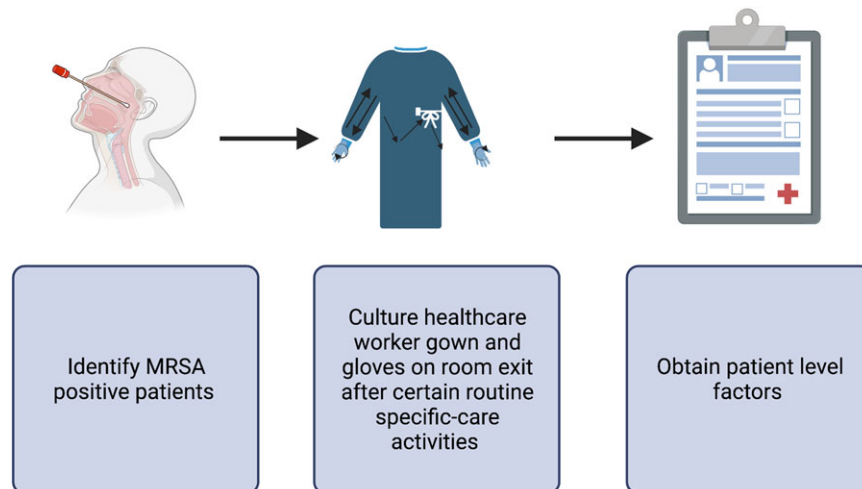 Identify MRSA
positive patients
Culture healthcare
worker gown and
gloves on room exit
after certain routine
specific-care
activities
Obtain patient level
factors